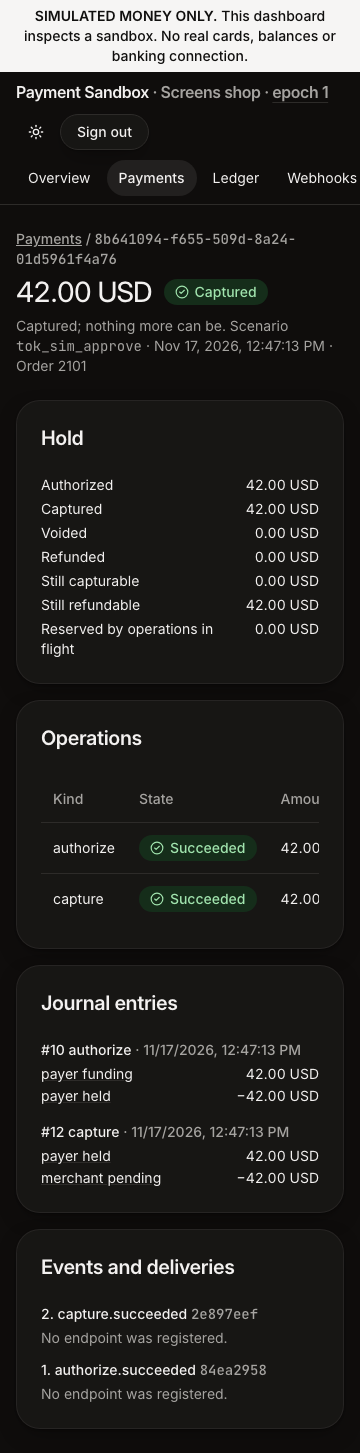 SIMULATED MONEY ONLY. This dashboard
inspects a sandbox. No real cards, balances or
banking connection.
Payment Sandbox · Screens shop · epoch 1
Sign out
Overview Payments Ledger Webhooks
Payments / 8b641094-f655-509d-8a24-
01d5961f4a76
42.00 USD Captured
Captured; nothing more can be. Scenario
tok_sim_approve · Nov 17, 2026, 12:47:13 PM ·
Order 2101
Hold
Authorized 42.00 USD
Captured 42.00 USD
Voided 0.00 USD
Refunded 0.00 USD
Still capturable 0.00 USD
Still refundable 42.00 USD
Reserved by operations in 0.00 USD
flight
Operations
Kind State Amou
authorize Succeeded 42.00
capture Succeeded 42.00
Journal entries
#10 authorize · 11/17/2026, 12:47:13 PM
payer funding 42.00 USD
payer held −42.00 USD
#12 capture · 11/17/2026, 12:47:13 PM
payer held 42.00 USD
merchant pending −42.00 USD
Events and deliveries
2. capture.succeeded 2e897eef
No endpoint was registered.
1. authorize.succeeded 84ea2958
No endpoint was registered.